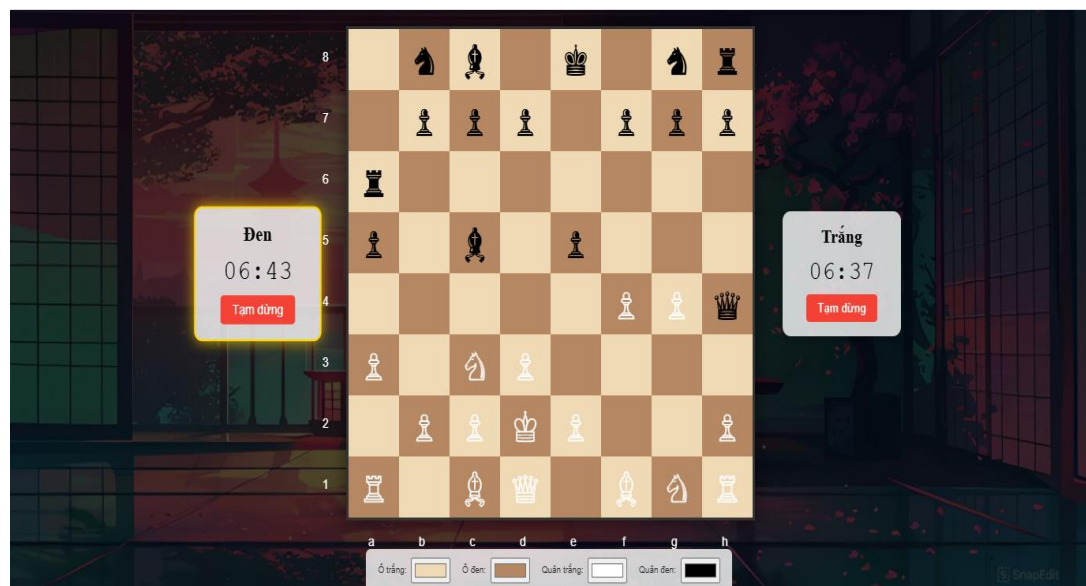 8
7
6
5
4
3
2
1
Đen
06:43
Tạm dừng
Trắng
06:37
Tạm dừng
a b c d e f g h
Ô trắng: Ô đen: Quân trắng: Quân đen:
SnapEdit